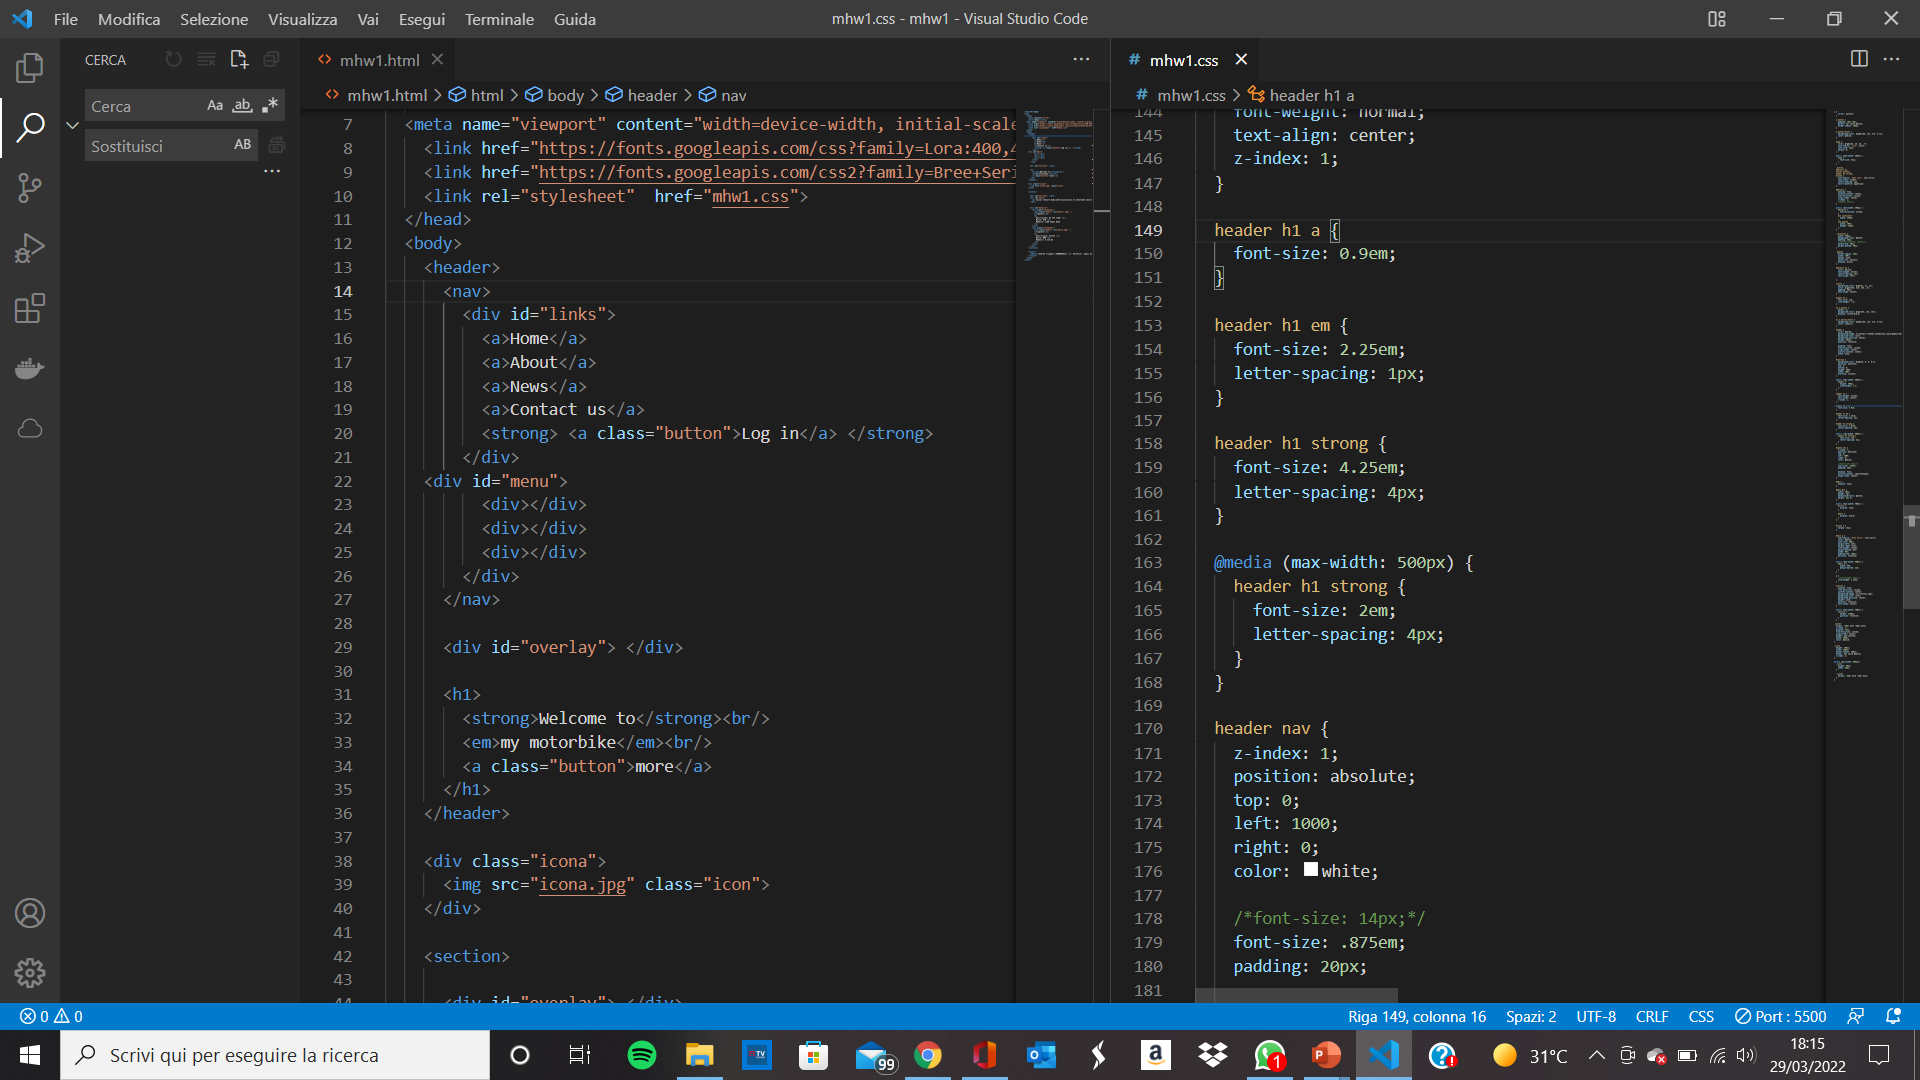 File Modifica Selezione Visualizza Vai Esegui Terminale Guida
mhw1.css - mhw1 - Visual Studio Code
CERCA
Cerca
Aa ab
Sostituisci
AB
mhw1.html
mhw1.html > html > body > header > nav
7 <meta name="viewport" content="width=device-width, initial-scale
8 <link href="https://fonts.googleapis.com/css?family=Lora:400,4
9 <link href="https://fonts.googleapis.com/css2?family=Bree+Seri
10 <link rel="stylesheet"  href="mhw1.css">
11 </head>
12 <body>
13 <header>
14 <nav>
15 <div id="links">
16 <a>Home</a>
17 <a>About</a>
18 <a>News</a>
19 <a>Contact us</a>
20 <strong> <a class="button">Log in</a> </strong>
21 </div>
22 <div id="menu">
23 <div></div>
24 <div></div>
25 <div></div>
26 </div>
27 </nav>
28
29 <div id="overlay"> </div>
30
31 <h1>
32 <strong>Welcome to</strong><br/>
33 <em>my motorbike</em><br/>
34 <a class="button">more</a>
35 </h1>
36 </header>
37
38 <div class="icona">
39 <img src="icona.jpg" class="icon">
40 </div>
41
42 <section>
43
44 <div id="overlay"> </div>
mhw1.css
mhw1.css > header h1 a
144 font-weight: normal;
145 text-align: center;
146 z-index: 1;
147 }
148
149 header h1 a {
150 font-size: 0.9em;
151 }
152
153 header h1 em {
154 font-size: 2.25em;
155 letter-spacing: 1px;
156 }
157
158 header h1 strong {
159 font-size: 4.25em;
160 letter-spacing: 4px;
161 }
162
163 @media (max-width: 500px) {
164 header h1 strong {
165 font-size: 2em;
166 letter-spacing: 4px;
167 }
168 }
169
170 header nav {
171 z-index: 1;
172 position: absolute;
173 top: 0;
174 left: 1000;
175 right: 0;
176 color: white;
177
178 /*font-size: 14px;*/
179 font-size: .875em;
180 padding: 20px;
181
0 0
Riga 149, colonna 16 Spazi: 2 UTF-8 CRLF CSS Port : 5500
Scrivi qui per eseguire la ricerca
TV
99
1
31°C
18:15
29/03/2022